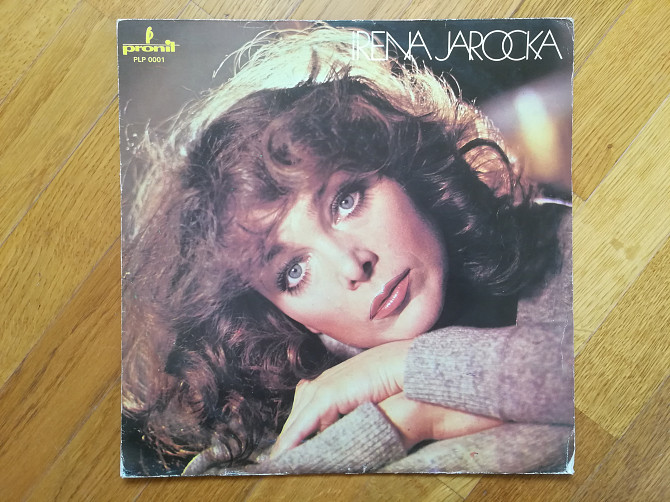 pronit
PLP 0001
IRENA JAROCKA